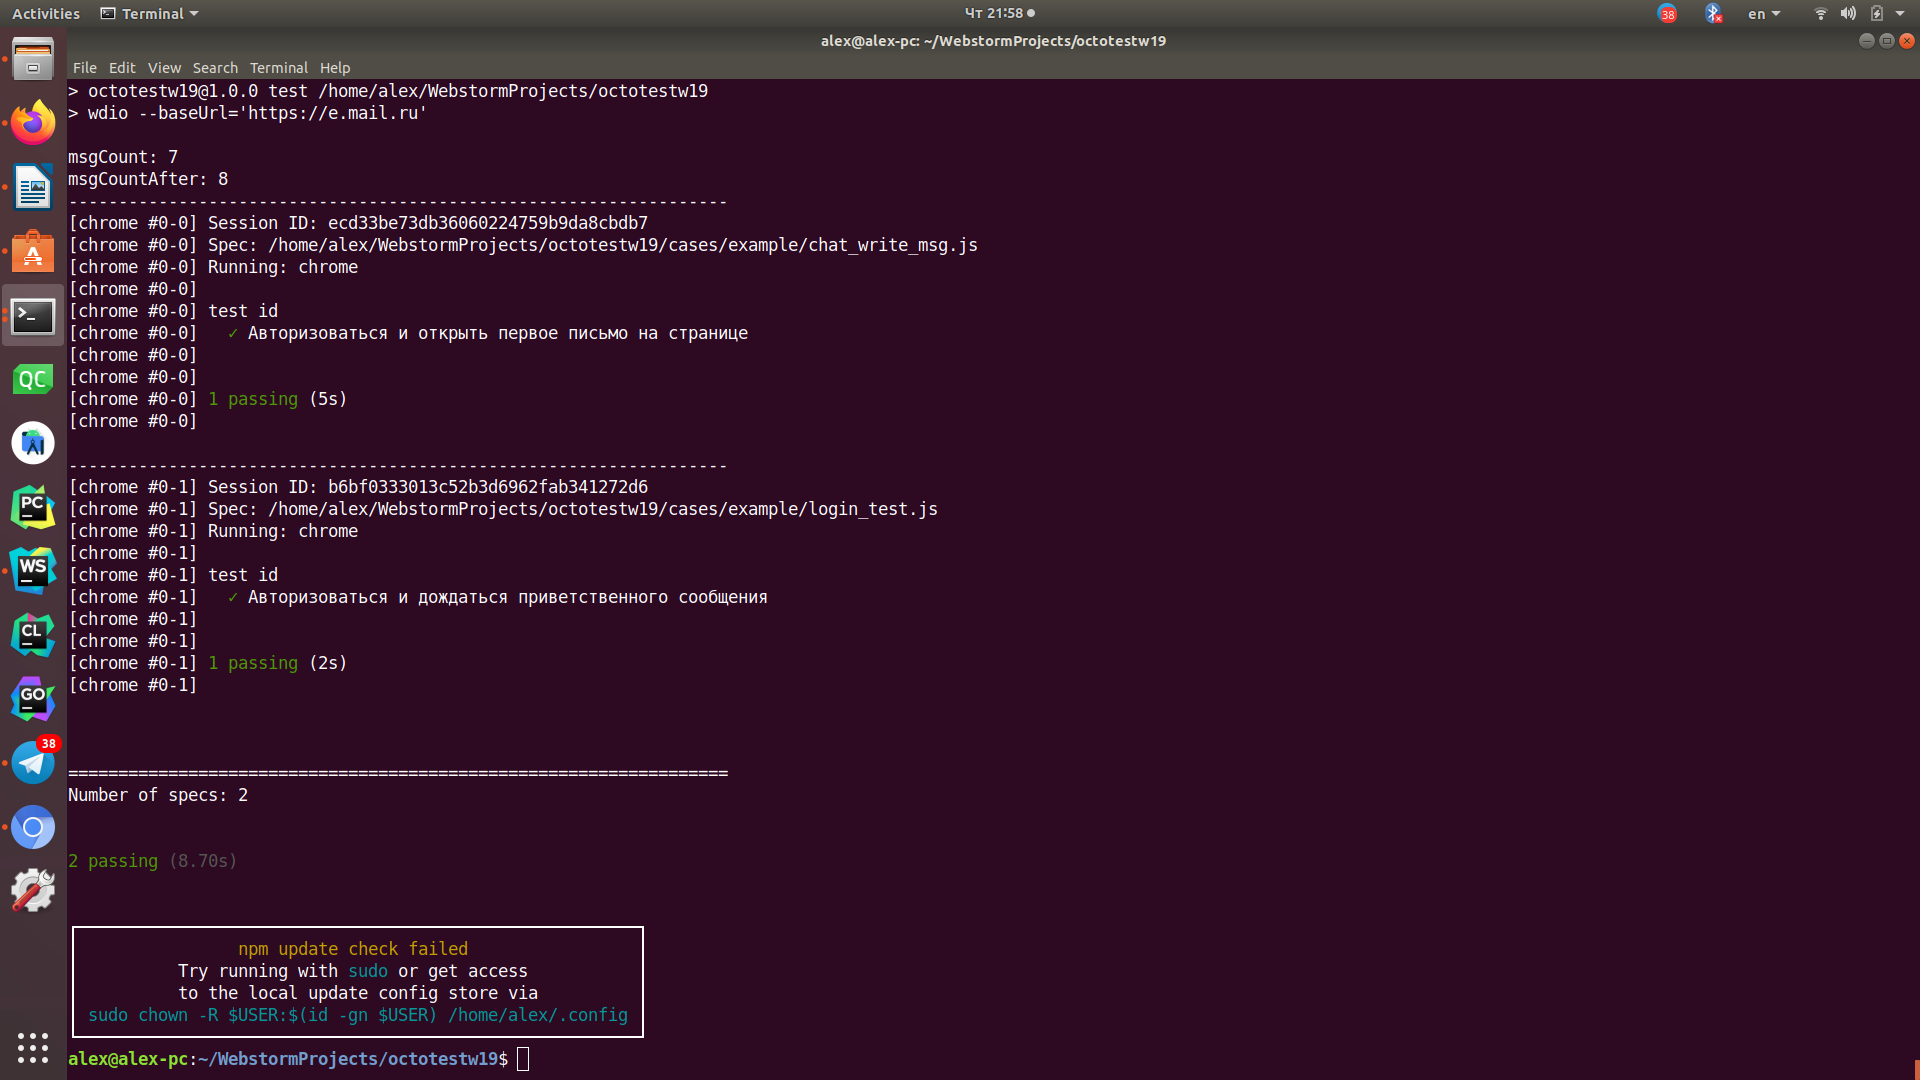 Activities Terminal Чт 21:58 38 en
alex@alex-pc: ~/WebstormProjects/octotestw19
File Edit View Search Terminal Help
> octotestw19@1.0.0 test /home/alex/WebstormProjects/octotestw19
> wdio --baseUrl='https://e.mail.ru'
msgCount: 7
msgCountAfter: 8
------------------------------------------------------------------
[chrome #0-0] Session ID: ecd33be73db36060224759b9da8cbdb7
[chrome #0-0] Spec: /home/alex/WebstormProjects/octotestw19/cases/example/chat_write_msg.js
[chrome #0-0] Running: chrome
[chrome #0-0]
[chrome #0-0] test id
[chrome #0-0]   ✓ Авторизоваться и открыть первое письмо на странице
[chrome #0-0]
[chrome #0-0]
[chrome #0-0] 1 passing (5s)
[chrome #0-0]
------------------------------------------------------------------
[chrome #0-1] Session ID: b6bf0333013c52b3d6962fab341272d6
[chrome #0-1] Spec: /home/alex/WebstormProjects/octotestw19/cases/example/login_test.js
[chrome #0-1] Running: chrome
[chrome #0-1]
[chrome #0-1] test id
[chrome #0-1]   ✓ Авторизоваться и дождаться приветственного сообщения
[chrome #0-1]
[chrome #0-1]
[chrome #0-1] 1 passing (2s)
[chrome #0-1]
==================================================================
Number of specs: 2
2 passing (8.70s)
npm update check failed
Try running with sudo or get access
to the local update config store via
sudo chown -R $USER:$(id -gn $USER) /home/alex/.config
alex@alex-pc:~/WebstormProjects/octotestw19$
QC
PC
WS
CL
GO
38